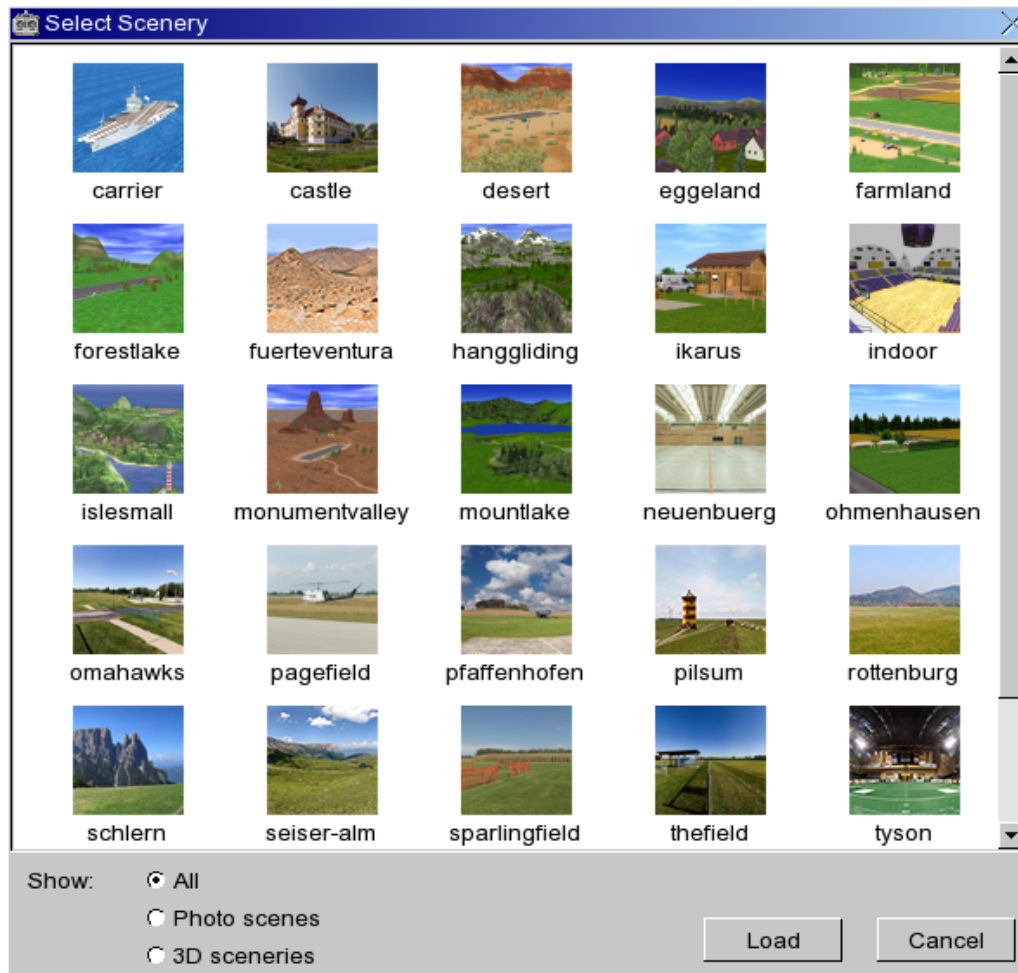 Select Scenery
carrier castle desert eggeland farmland
forestlake fuerteventura hanggliding ikarus indoor
islesmall monumentvalley mountlake neuenbuerg ohmenhausen
omahawks pagefield pfaffenhofen pilsum rottenburg
schlern seiser-alm sparlingfield thefield tyson
Show: All
Photo scenes
3D sceneries
Load Cancel